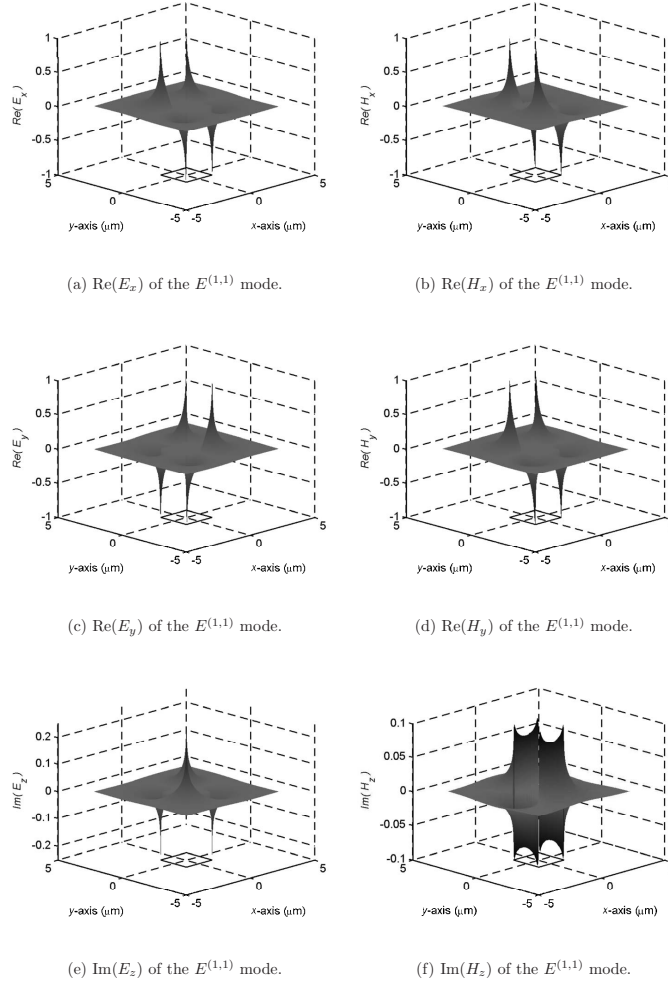 1
0.5
0
-0.5
-1
5
0
-5 -5
0
5
Re( E_x )
y-axis (μm)
x-axis (μm)
1
0.5
0
-0.5
-1
5
0
-5 -5
0
5
Re( H_x )
y-axis (μm)
x-axis (μm)
(a) Re(E_x) of the E^(1,1) mode.
(b) Re(H_x) of the E^(1,1) mode.
1
0.5
0
-0.5
-1
5
0
-5 -5
0
5
Re( E_y )
y-axis (μm)
x-axis (μm)
1
0.5
0
-0.5
-1
5
0
-5 -5
0
5
Re( H_y )
y-axis (μm)
x-axis (μm)
(c) Re(E_y) of the E^(1,1) mode.
(d) Re(H_y) of the E^(1,1) mode.
0.2
0.1
0
-0.1
-0.2
5
0
-5 -5
0
5
Im( E_z )
y-axis (μm)
x-axis (μm)
0.1
0.05
0
-0.05
-0.1
5
0
-5 -5
0
5
Im( H_z )
y-axis (μm)
x-axis (μm)
(e) Im(E_z) of the E^(1,1) mode.
(f) Im(H_z) of the E^(1,1) mode.